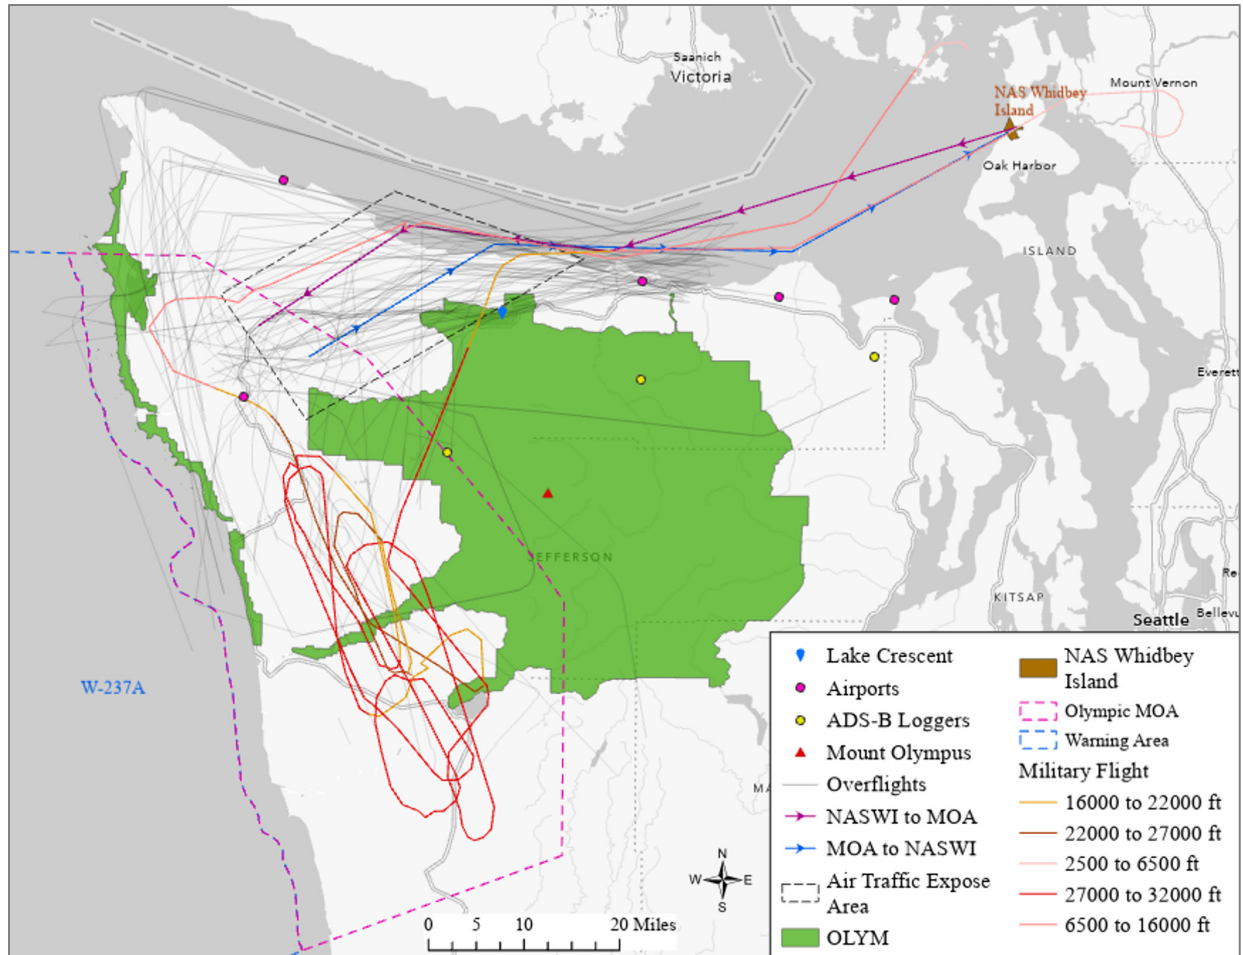 Saanich
Victoria
Mount Vernon
NAS Whidbey
Island
Oak Harbor
ISLAND
Everett
JEFFERSON
KITSAP
Seattle
W-237A
Lake Crescent
Airports
ADS-B Loggers
Mount Olympus
Overflights
NASWI to MOA
MOA to NASWI
Air Traffic Expose
Area
OLYM
NAS Whidbey
Island
Olympic MOA
Warning Area
Military Flight
16000 to 22000 ft
22000 to 27000 ft
2500 to 6500 ft
27000 to 32000 ft
6500 to 16000 ft
N
W E
S
0 5 10 20 Miles